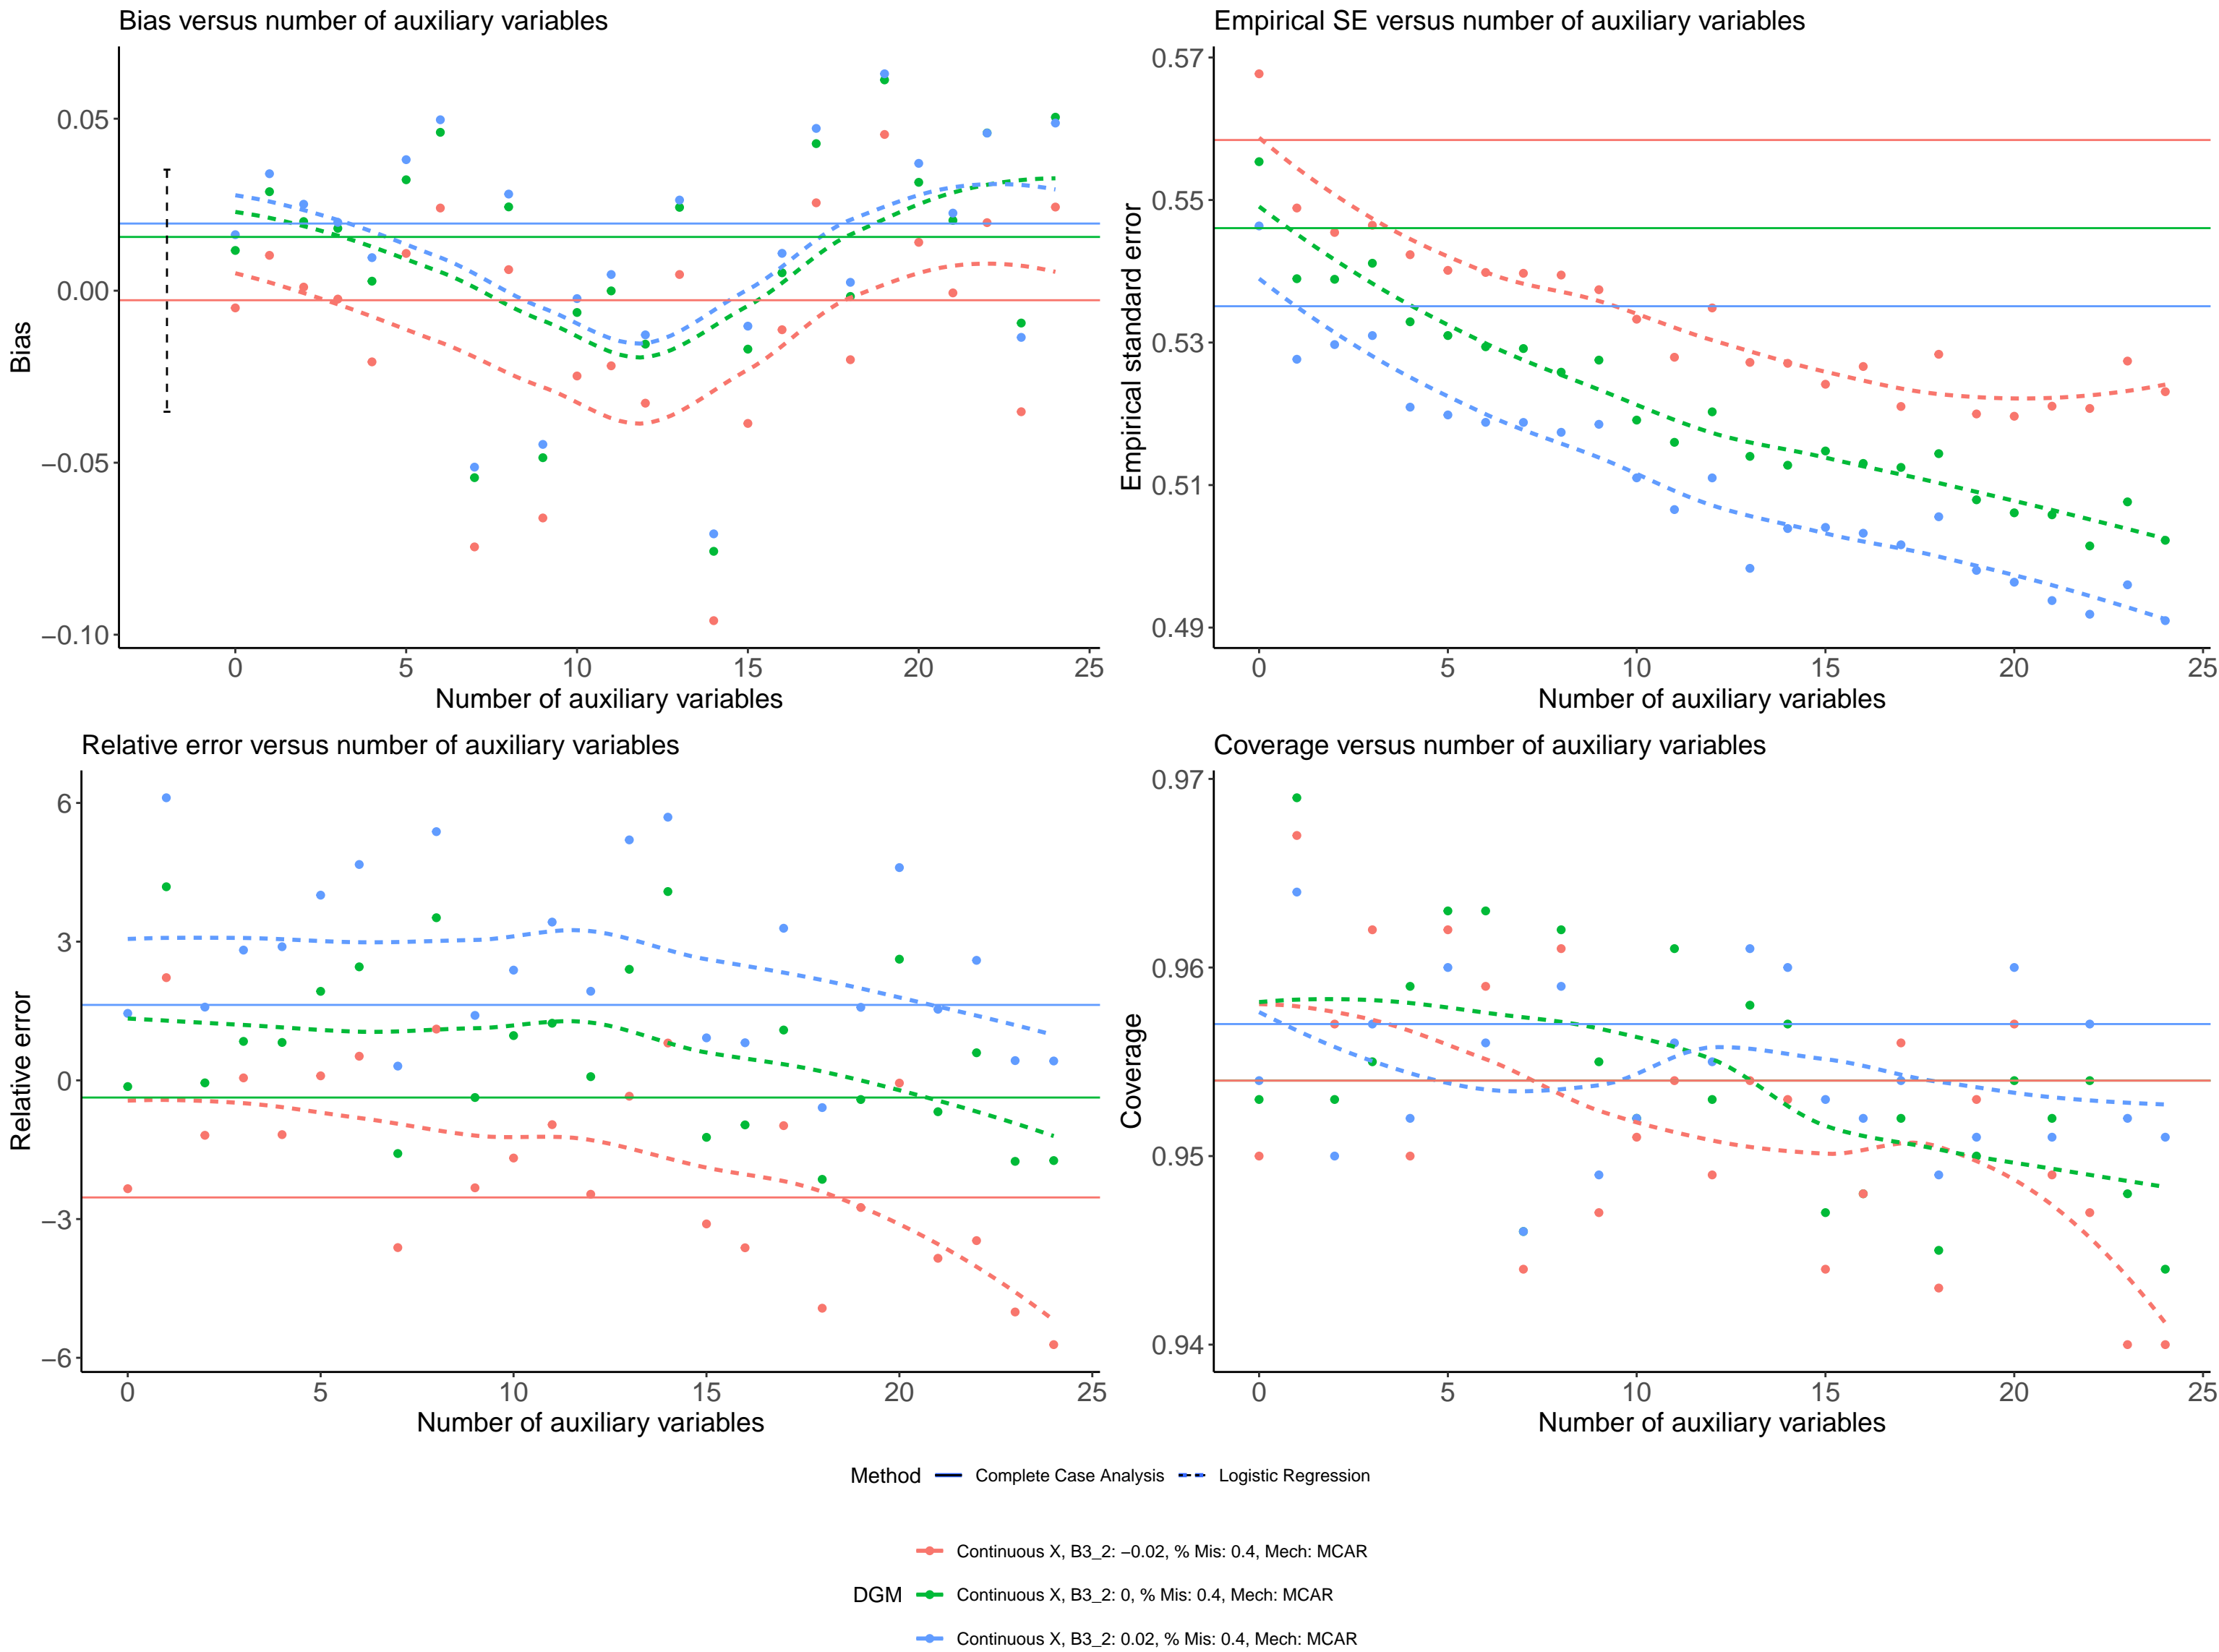 Bias versus number of auxiliary variables
0.05
0.00
−0.05
−0.10
Bias
0 5 10 15 20 25
Number of auxiliary variables
Empirical SE versus number of auxiliary variables
0.57
0.55
0.53
0.51
0.49
Empirical standard error
0 5 10 15 20 25
Number of auxiliary variables
Relative error versus number of auxiliary variables
6
3
0
−3
−6
Relative error
0 5 10 15 20 25
Number of auxiliary variables
Coverage versus number of auxiliary variables
0.97
0.96
0.95
0.94
Coverage
0 5 10 15 20 25
Number of auxiliary variables
Method Complete Case Analysis Logistic Regression
Continuous X, B3_2: −0.02, % Mis: 0.4, Mech: MCAR
DGM Continuous X, B3_2: 0, % Mis: 0.4, Mech: MCAR
Continuous X, B3_2: 0.02, % Mis: 0.4, Mech: MCAR